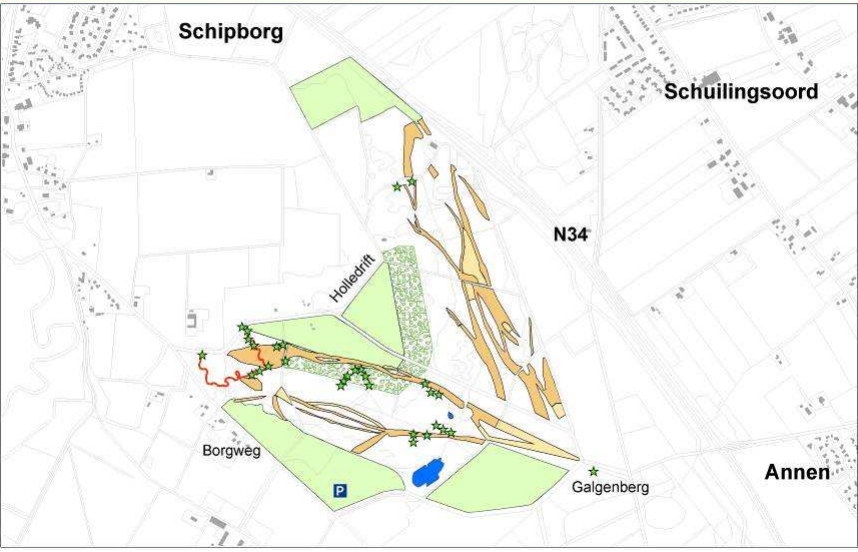 Schipborg
Schuilingsoord
N34
Holledrift
Borgweg
P
Galgenberg
Annen